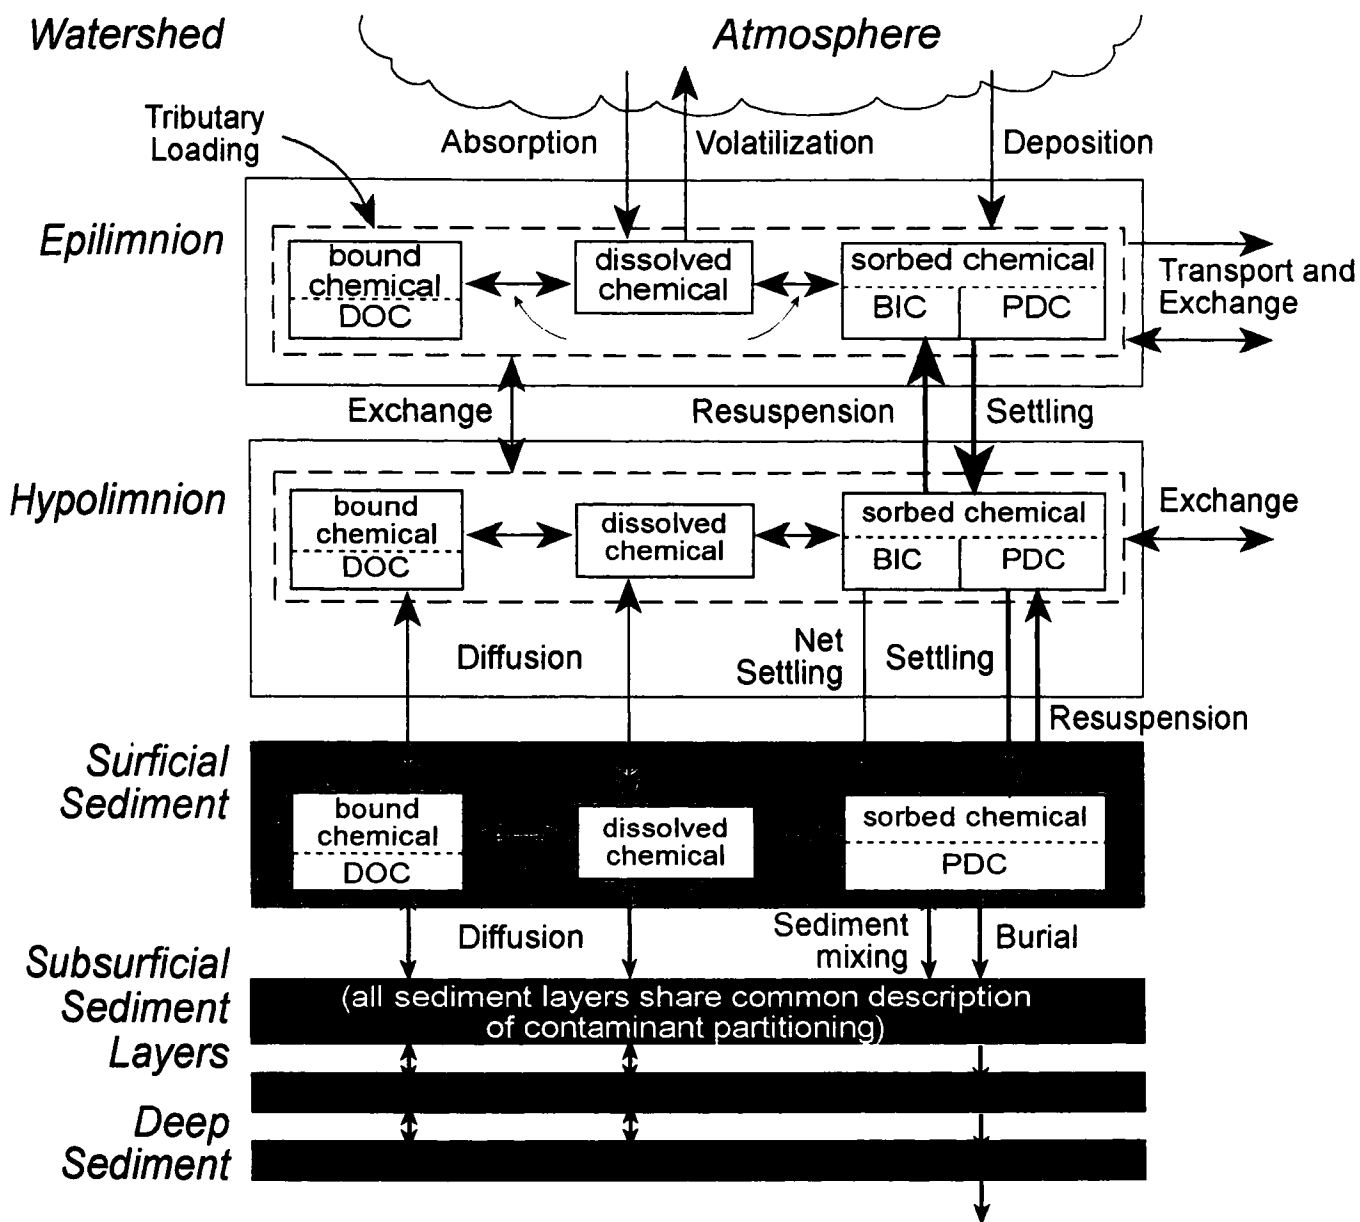 Watershed
Atmosphere
Tributary
Loading
Absorption
Volatilization
Deposition
Epilimnion
bound
chemical
DOC
dissolved
chemical
sorbed chemical
BIC
PDC
Transport and
Exchange
Exchange
Resuspension
Settling
Hypolimnion
bound
chemical
DOC
dissolved
chemical
sorbed chemical
BIC
PDC
Exchange
Diffusion
Net
Settling
Settling
Resuspension
Surficial
Sediment
bound
chemical
DOC
dissolved
chemical
sorbed chemical
PDC
Diffusion
Sediment
mixing
Burial
Subsurficial
Sediment
Layers
(all sediment layers share common description
of contaminant partitioning)
Deep
Sediment